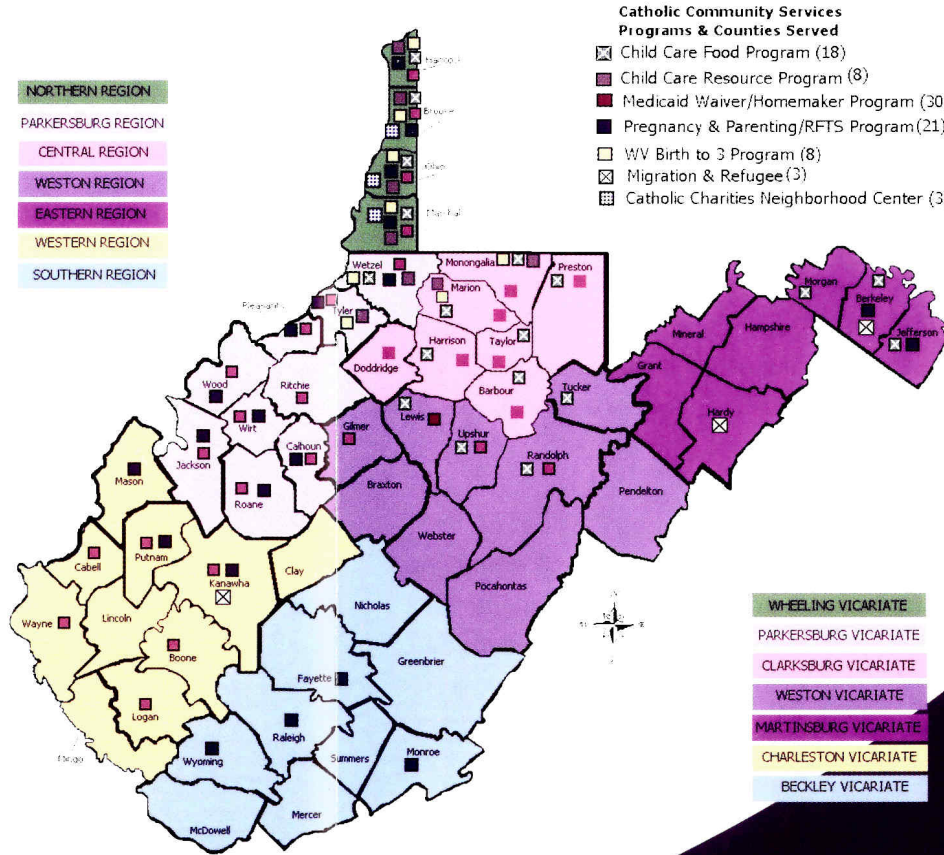 Catholic Community Services
Programs & Counties Served
Child Care Food Program (18)
Child Care Resource Program (8)
Medicaid Waiver/Homemaker Program (30
Pregnancy & Parenting/RFTS Program (21)
WV Birth to 3 Program (8)
Migration & Refugee (3)
Catholic Charities Neighborhood Center (3
NORTHERN REGION
PARKERSBURG REGION
CENTRAL REGION
WESTON REGION
EASTERN REGION
WESTERN REGION
SOUTHERN REGION
Hancock
Brooke
Ohio
Marshall
Wetzel
Monongalia
Preston
Marion
Pleasants
Tyler
Harrison
Taylor
Doddridge
Barbour
Tucker
Wood
Ritchie
Wirt
Calhoun
Jackson
Roane
Gilmer
Lewis
Upshur
Randolph
Braxton
Webster
Pocahontas
Pendelton
Grant
Mineral
Hampshire
Hardy
Morgan
Berkeley
Jefferson
Mason
Putnam
Cabell
Kanawha
Clay
Wayne
Lincoln
Boone
Logan
Nicholas
Greenbrier
Fayette
Raleigh
Wyoming
Summers
Monroe
Mercer
McDowell
WHEELING VICARIATE
PARKERSBURG VICARIATE
CLARKSBURG VICARIATE
WESTON VICARIATE
MARTINSBURG VICARIATE
CHARLESTON VICARIATE
BECKLEY VICARIATE